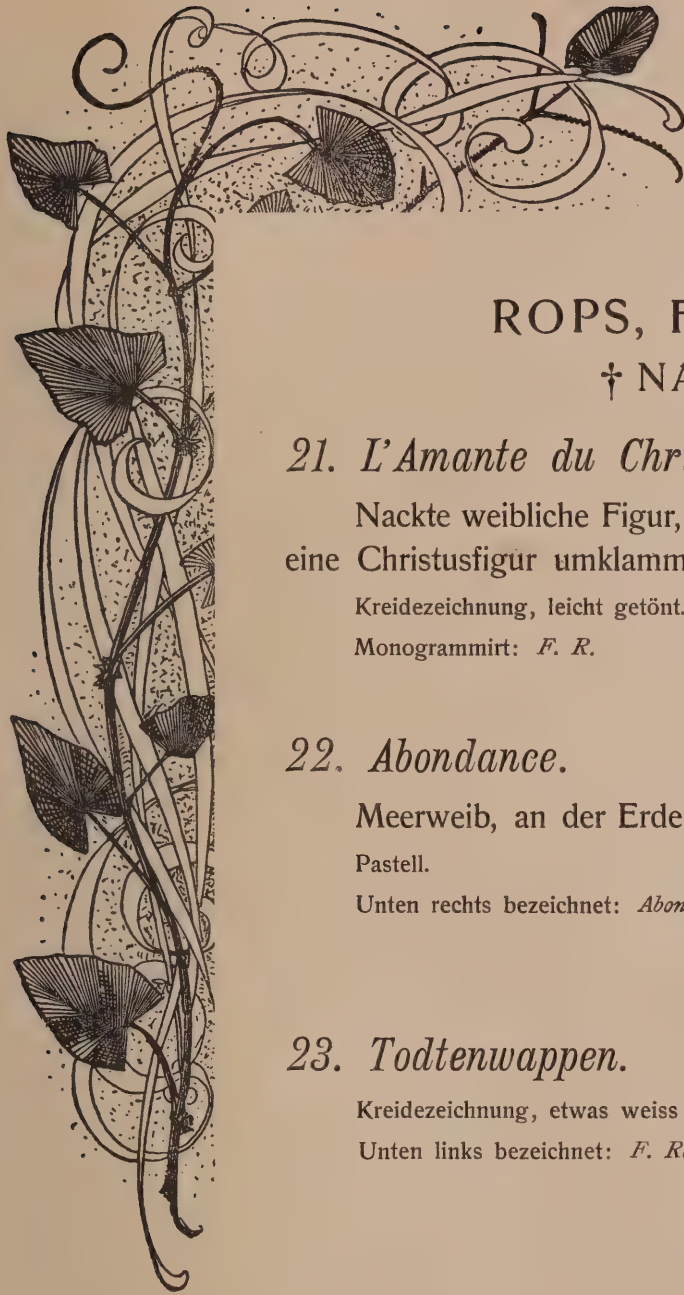 ROPS, F
† NA
21. L'Amante du Chr
Nackte weibliche Figur,
eine Christusfigur umklamm
Kreidezeichnung, leicht getönt.
Monogrammirt: F. R.
22. Abondance.
Meerweib, an der Erde
Pastell.
Unten rechts bezeichnet: Abon
23. Todtenwappen.
Kreidezeichnung, etwas weiss
Unten links bezeichnet: F. R